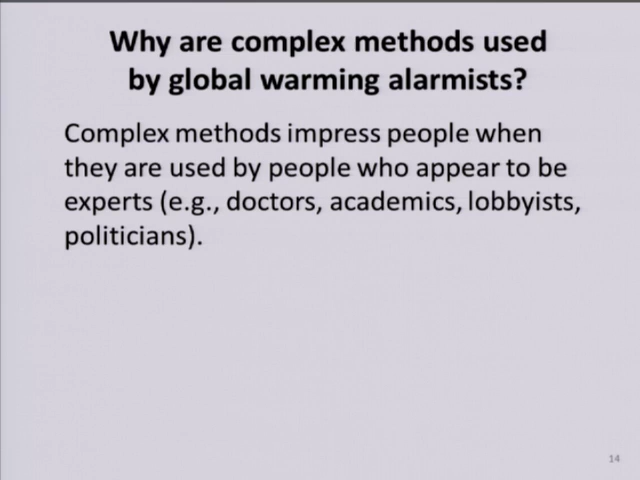 Why are complex methods used
by global warming alarmists?
Complex methods impress people when
they are used by people who appear to be
experts (e.g., doctors, academics, lobbyists,
politicians).
14